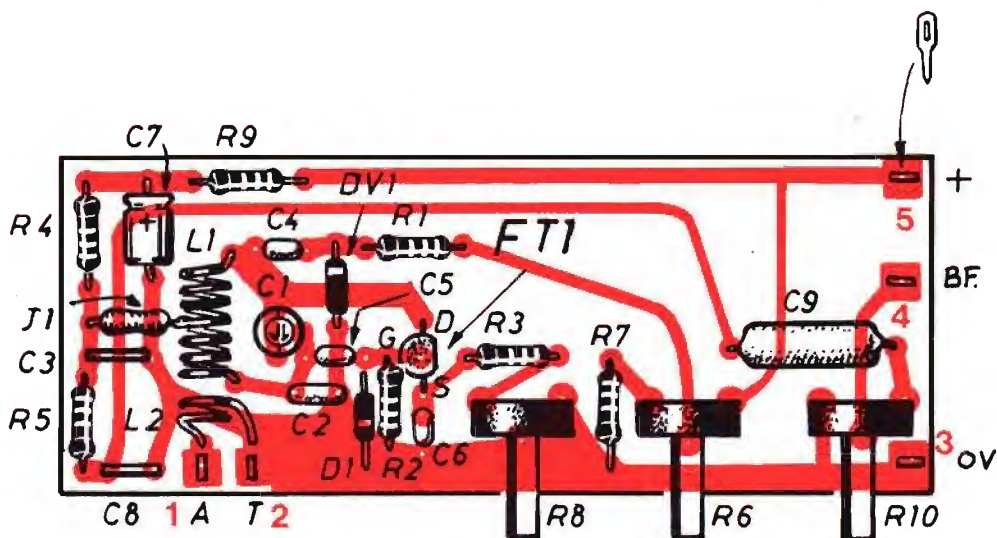 C7 R9
DV1
R4 L1 C4 R1 FT1
+
5
J1 C1 C5 BF.
D C9 4
C3 G R3 R7
S
R5 L2 C2 C6 3
OV
D1 R2
C8 1 A T 2 R8 R6 R10